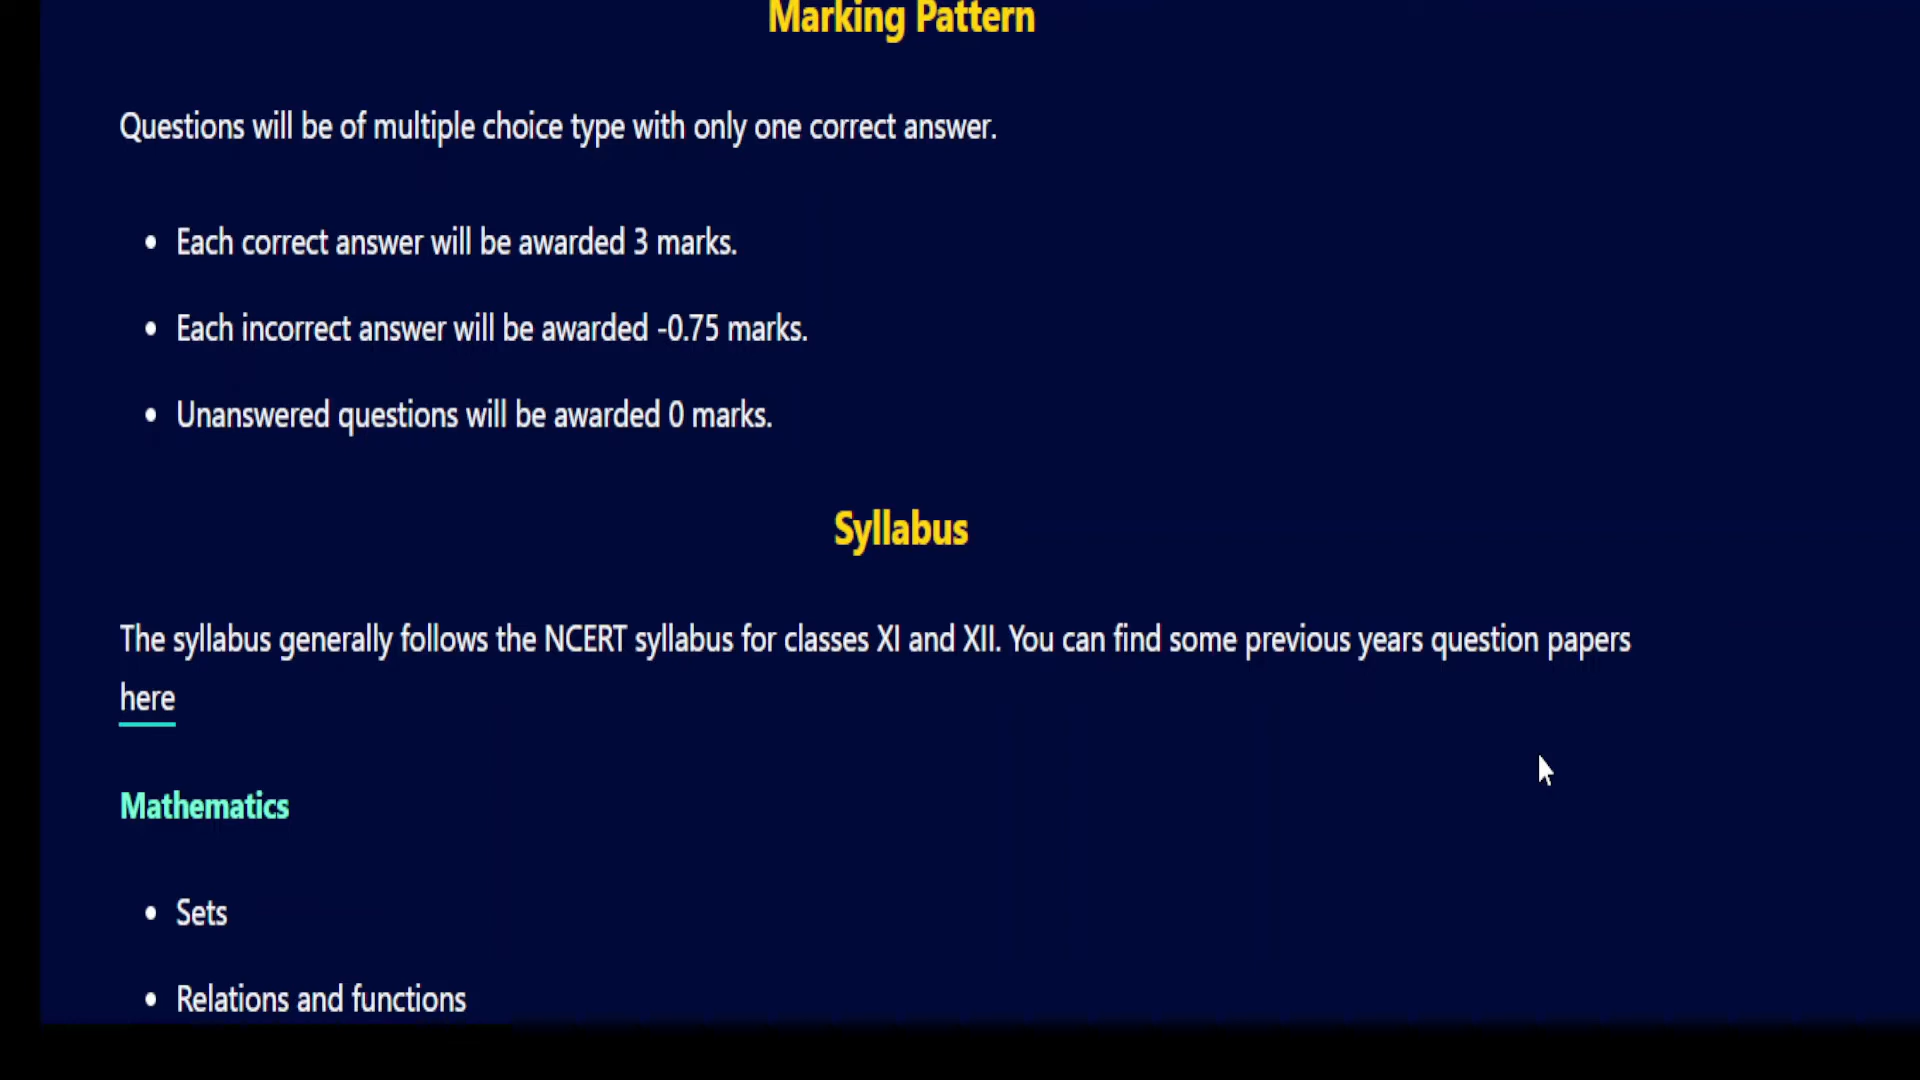 Marking Pattern
Questions will be of multiple choice type with only one correct answer.
Each correct answer will be awarded 3 marks.
Each incorrect answer will be awarded -0.75 marks.
Unanswered questions will be awarded 0 marks.
Syllabus
The syllabus generally follows the NCERT syllabus for classes XI and XII. You can find some previous years question papers
here
Mathematics
Sets
Relations and functions